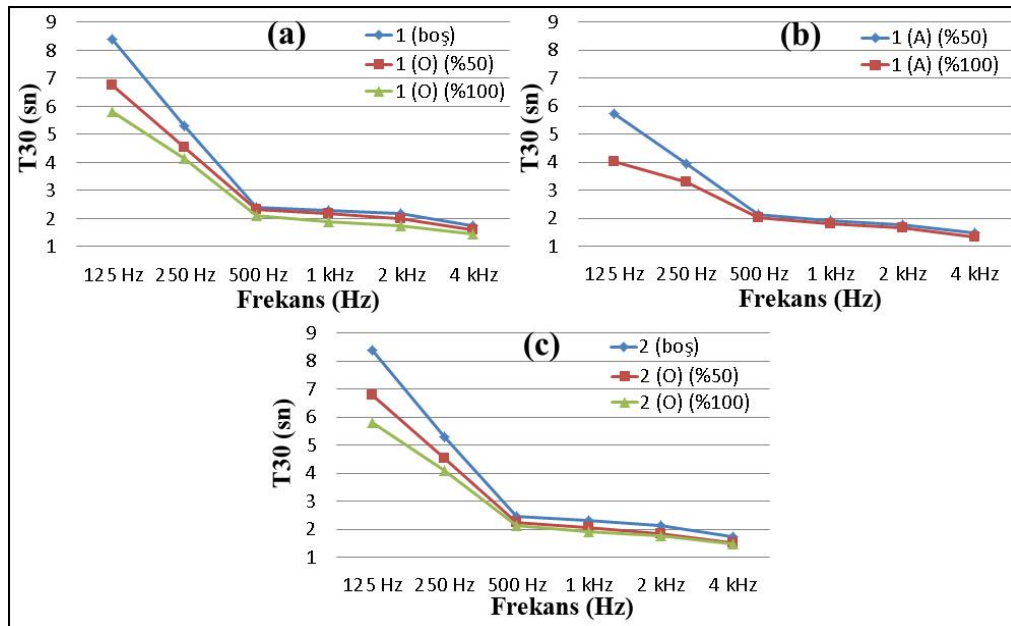 (a)
T30 (sn)
9
8
7
6
5
4
3
2
1
1 (boş)
1 (O) (%50)
1 (O) (%100)
125 Hz 250 Hz 500 Hz 1 kHz 2 kHz 4 kHz
Frekans (Hz)
(b)
T30 (sn)
9
8
7
6
5
4
3
2
1
1 (A) (%50)
1 (A) (%100)
125 Hz 250 Hz 500 Hz 1 kHz 2 kHz 4 kHz
Frekans (Hz)
(c)
T30 (sn)
9
8
7
6
5
4
3
2
1
2 (boş)
2 (O) (%50)
2 (O) (%100)
125 Hz 250 Hz 500 Hz 1 kHz 2 kHz 4 kHz
Frekans (Hz)